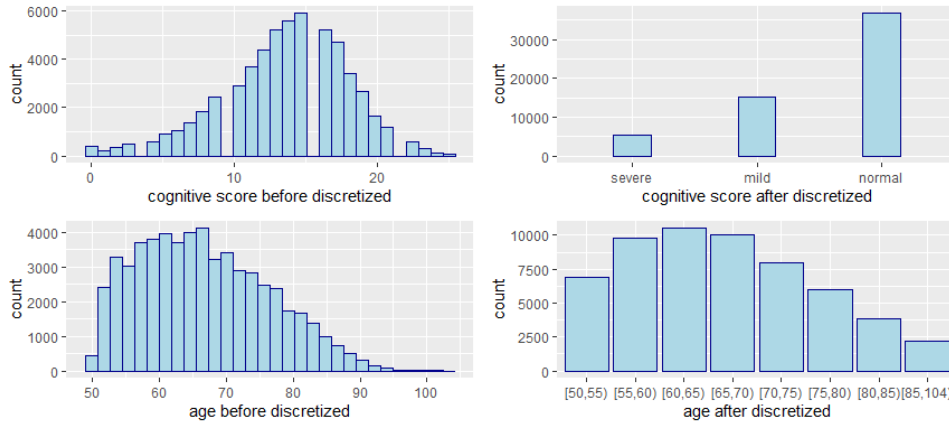 6000
4000
2000
0
count
0 10 20
cognitive score before discretized
30000
20000
10000
0
count
severe mild normal
cognitive score after discretized
4000
3000
2000
1000
0
count
50 60 70 80 90 100
age before discretized
10000
7500
5000
2500
0
count
[50,55) [55,60) [60,65) [65,70) [70,75) [75,80) [80,85) [85,104)
age after discretized